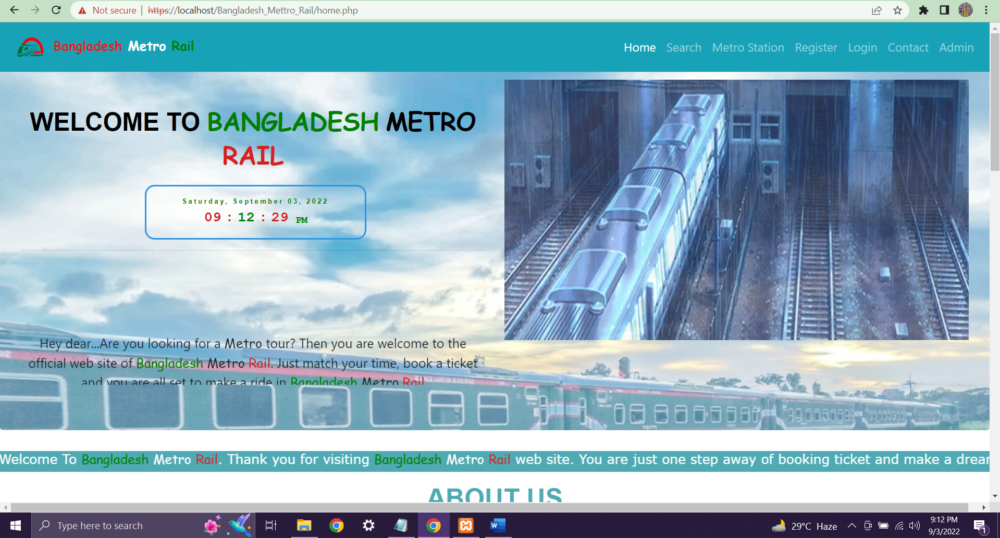 Not secure | https://localhost/Bangladesh_Mettro_Rail/home.php
Bangladesh Metro Rail
Home Search Metro Station Register Login Contact Admin
WELCOME TO BANGLADESH METRO
RAIL
Saturday, September 03, 2022
09 : 12 : 29 PM
Hey dear...Are you looking for a Metro tour? Then you are welcome to the
official web site of Bangladesh Metro Rail. Just match your time, book a ticket
and you are all set to make a ride in Bangladesh Metro Rail
Welcome To Bangladesh Metro Rail. Thank you for visiting Bangladesh Metro Rail web site. You are just one step away of booking ticket and make a
ABOUT US
Type here to search
29°C Haze
9:12 PM
9/3/2022
1